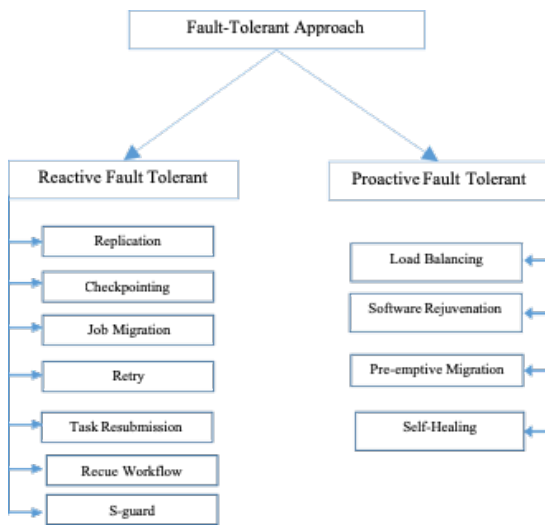 Fault-Tolerant Approach
Reactive Fault Tolerant
Proactive Fault Tolerant
Replication
Checkpointing
Job Migration
Retry
Task Resubmission
Recue Workflow
S-guard
Load Balancing
Software Rejuvenation
Pre-emptive Migration
Self-Healing